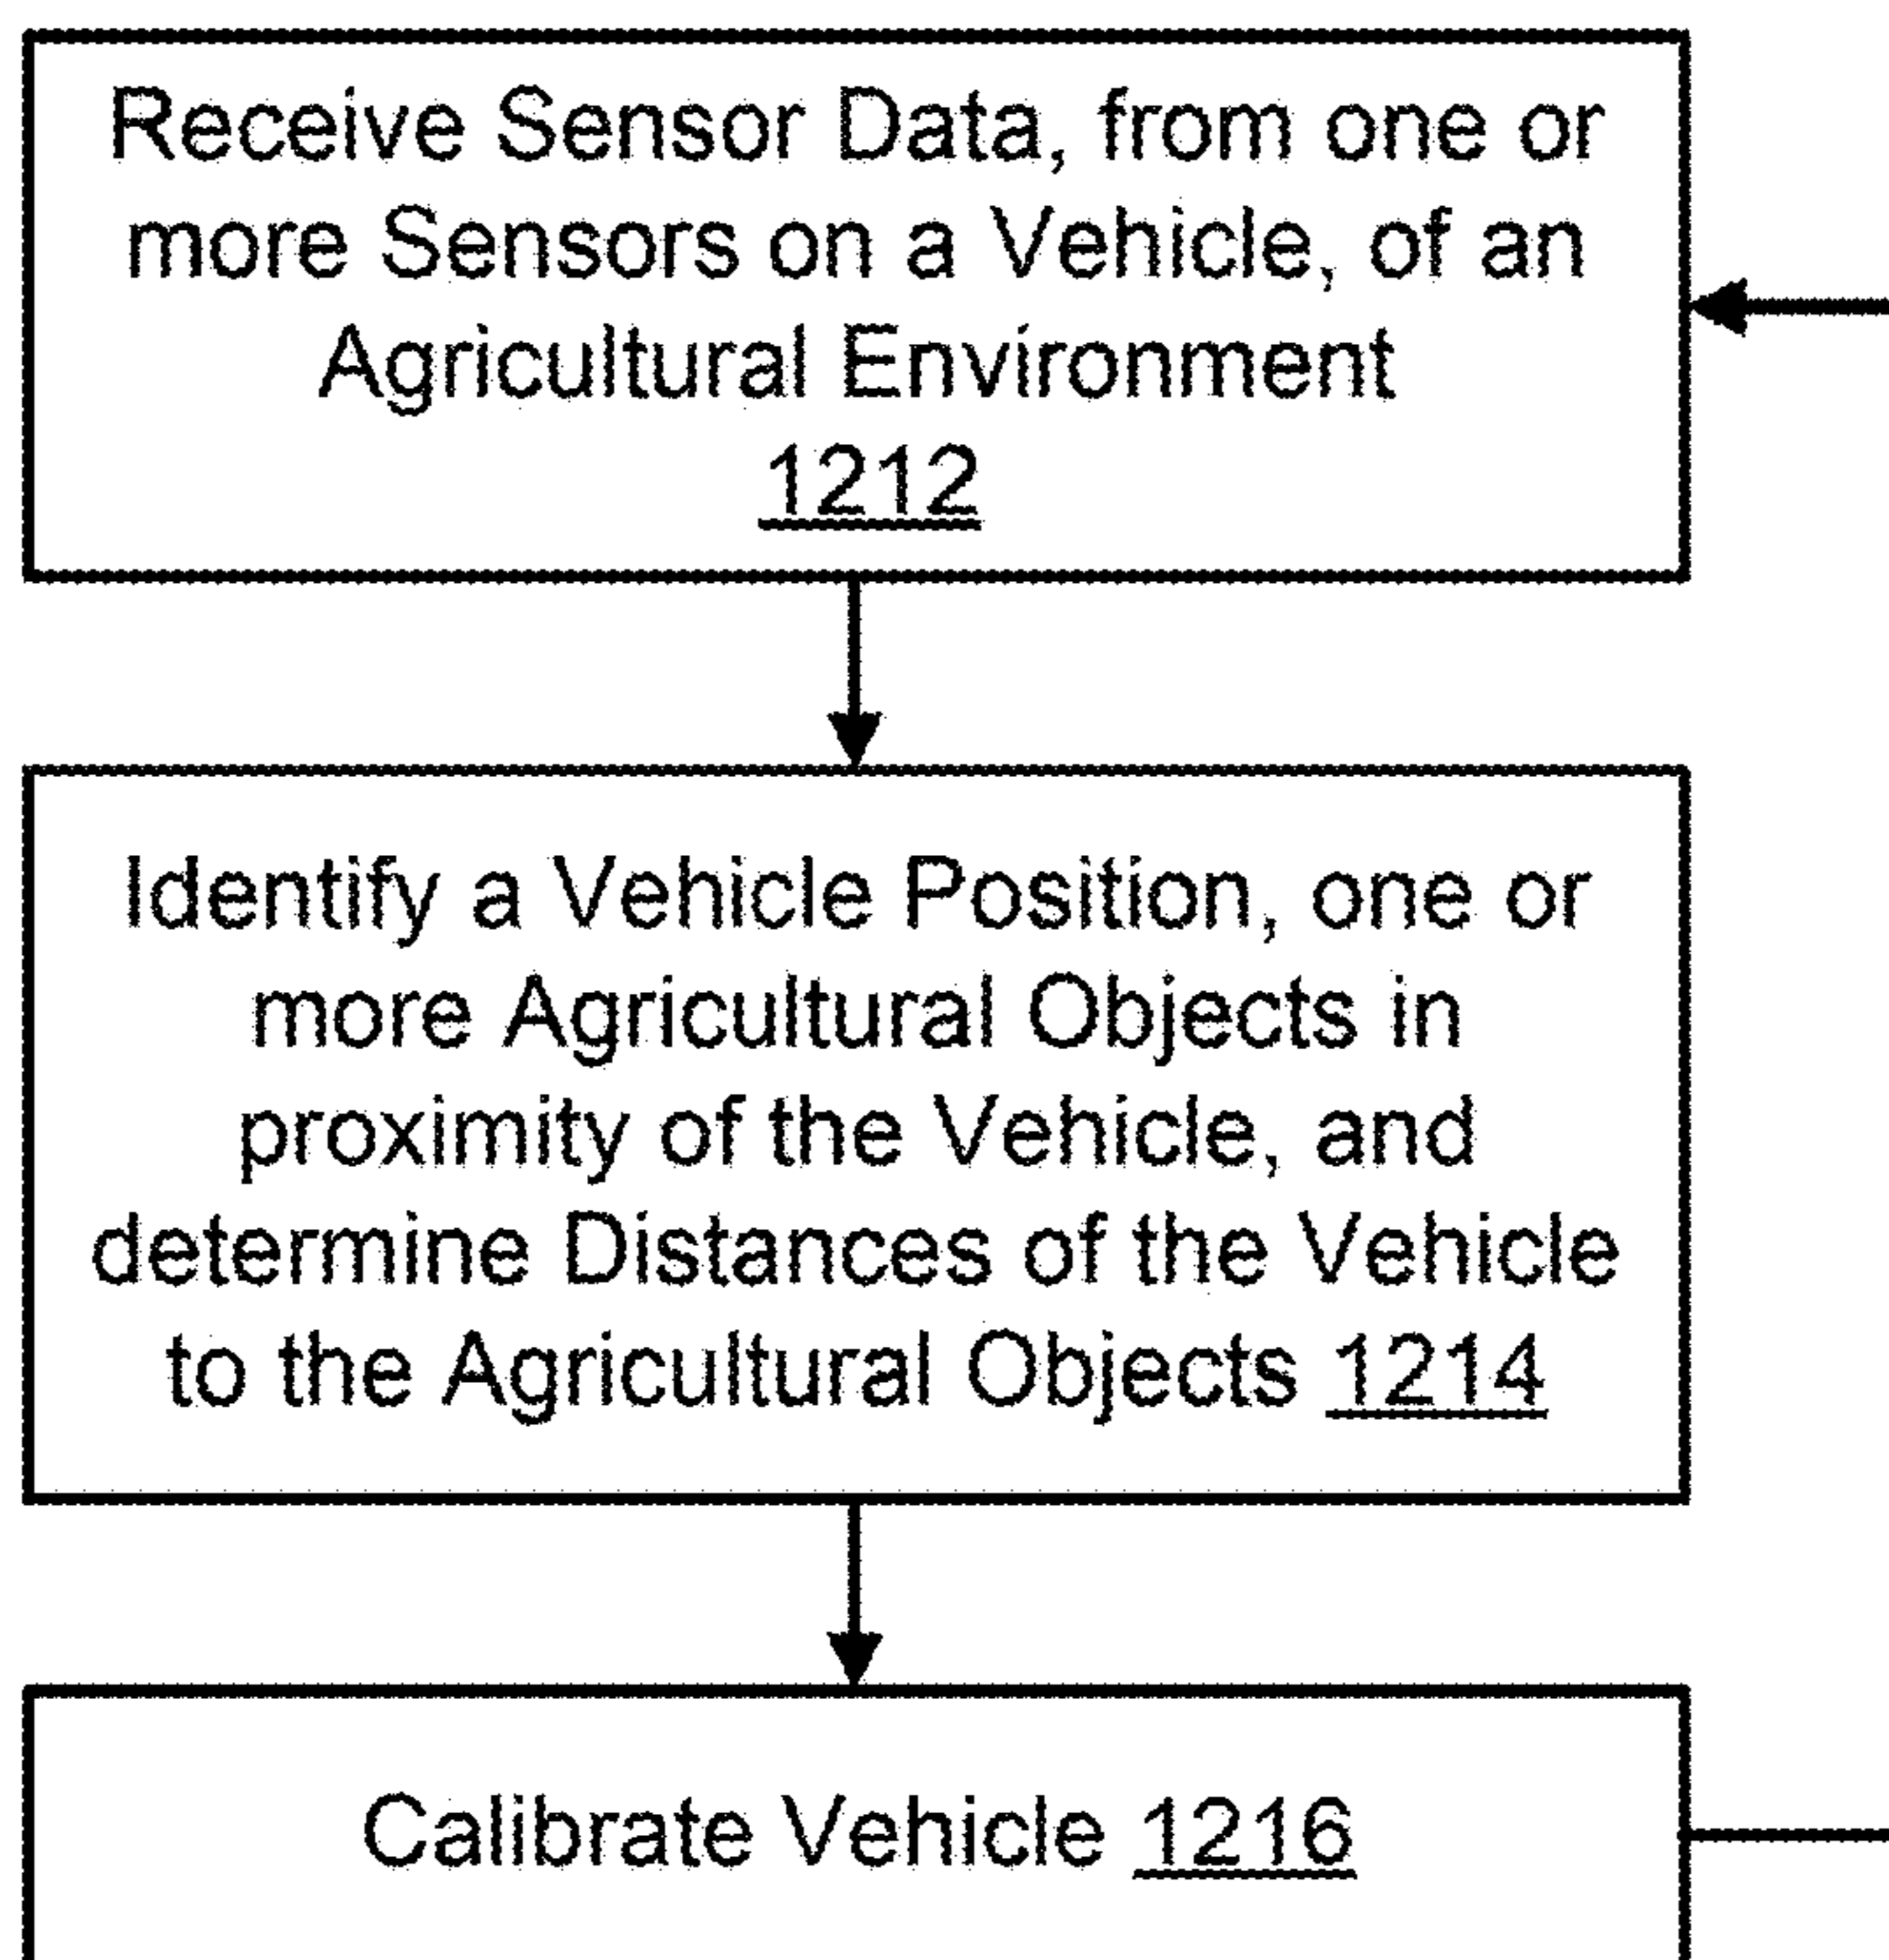 Receive Sensor Data, from one or
more Sensors on a Vehicle, of an
Agricultural Environment
1212
Identify a Vehicle Position, one or
more Agricultural Objects in
proximity of the Vehicle, and
determine Distances of the Vehicle
to the Agricultural Objects 1214
Calibrate Vehicle 1216